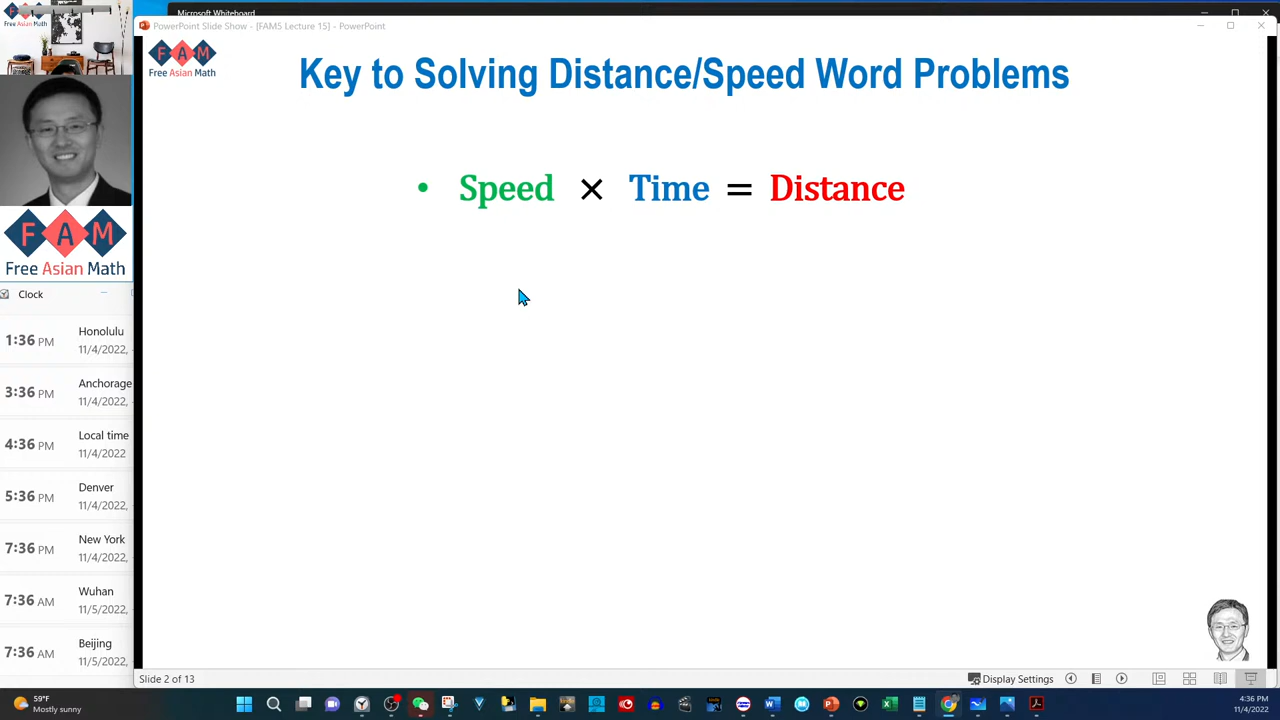 Microsoft Whiteboard
Free Asian Math
PowerPoint Slide Show - [FAM5 Lecture 15] - PowerPoint
F A M
Free Asian Math
Key to Solving Distance/Speed Word Problems
• Speed × Time = Distance
F A M
Free Asian Math
Clock
1:36 PM Honolulu
11/4/2022,
3:36 PM Anchorage
11/4/2022,
4:36 PM Local time
11/4/2022
5:36 PM Denver
11/4/2022,
7:36 PM New York
11/4/2022,
7:36 AM Wuhan
11/5/2022,
7:36 AM Beijing
11/5/2022,
Slide 2 of 13
Display Settings
59°F
Mostly sunny
4:36 PM
11/4/2022